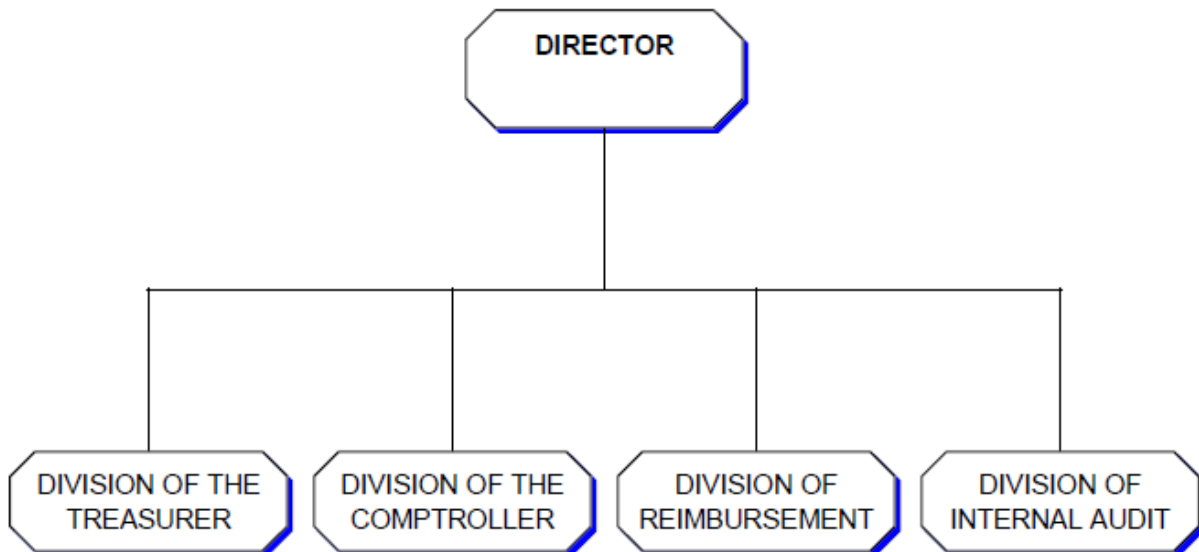 DIRECTOR
DIVISION OF THE
TREASURER
DIVISION OF THE
COMPTROLLER
DIVISION OF
REIMBURSEMENT
DIVISION OF
INTERNAL AUDIT